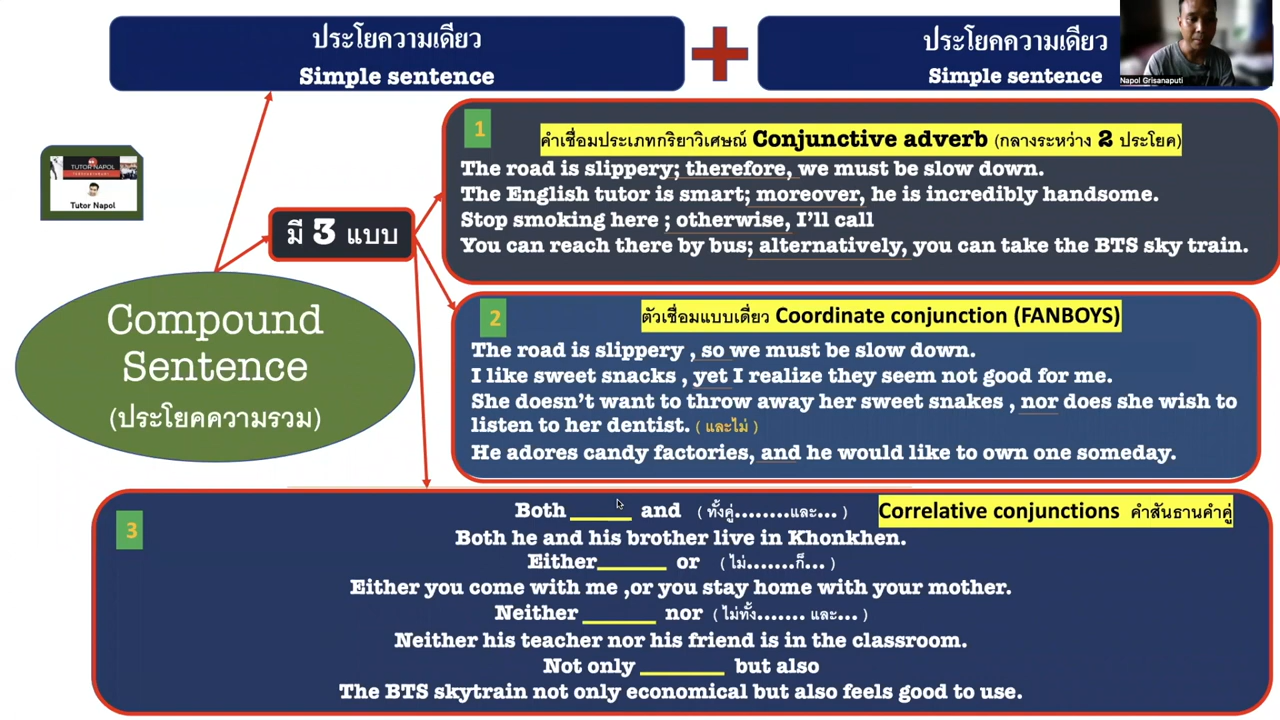 ประโยความเดียว
Simple sentence
ประโยคความเดียว
Simple sentence
Napol Grisanaputi
1
คำเชื่อมประเภทกริยาวิเศษณ์ Conjunctive adverb (กลางระหว่าง 2 ประโยค)
The road is slippery; therefore, we must be slow down.
The English tutor is smart; moreover, he is incredibly handsome.
Stop smoking here ; otherwise, I'll call
You can reach there by bus; alternatively, you can take the BTS sky train.
TUTOR NAPOL
Tutor Napol
มี 3 แบบ
Compound
Sentence
(ประโยคความรวม)
2
ตัวเชื่อมแบบเดี่ยว Coordinate conjunction (FANBOYS)
The road is slippery , so we must be slow down.
I like sweet snacks , yet I realize they seem not good for me.
She doesn't want to throw away her sweet snakes , nor does she wish to
listen to her dentist. ( และไม่ )
He adores candy factories, and he would like to own one someday.
3
Both ______ and ( ทั้งคู่........และ... )
Correlative conjunctions คำสันธานคำคู่
Both he and his brother live in Khonkhen.
Either______ or ( ไม่.......ก็... )
Either you come with me ,or you stay home with your mother.
Neither ______ nor ( ไม่ทั้ง....... และ... )
Neither his teacher nor his friend is in the classroom.
Not only ______ but also
The BTS skytrain not only economical but also feels good to use.